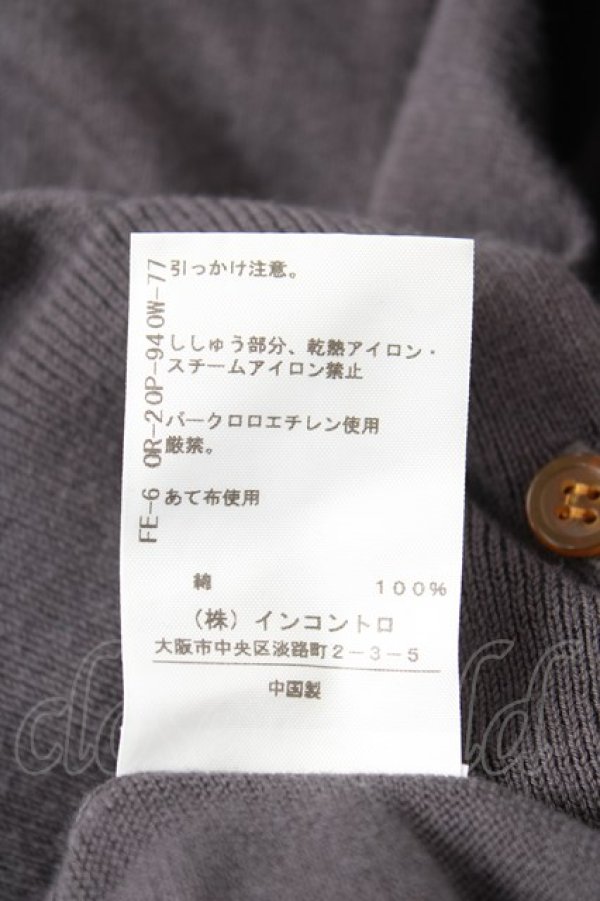 引っかけ注意。
ししゅう部分、乾熱アイロン・
スチームアイロン禁止
パークロロエチレン使用
厳禁。
あて布使用
綿 100%
(株)インコントロ
大阪市中央区淡路町2-3-5
中国製
FE-6 OR-20P-940W-77